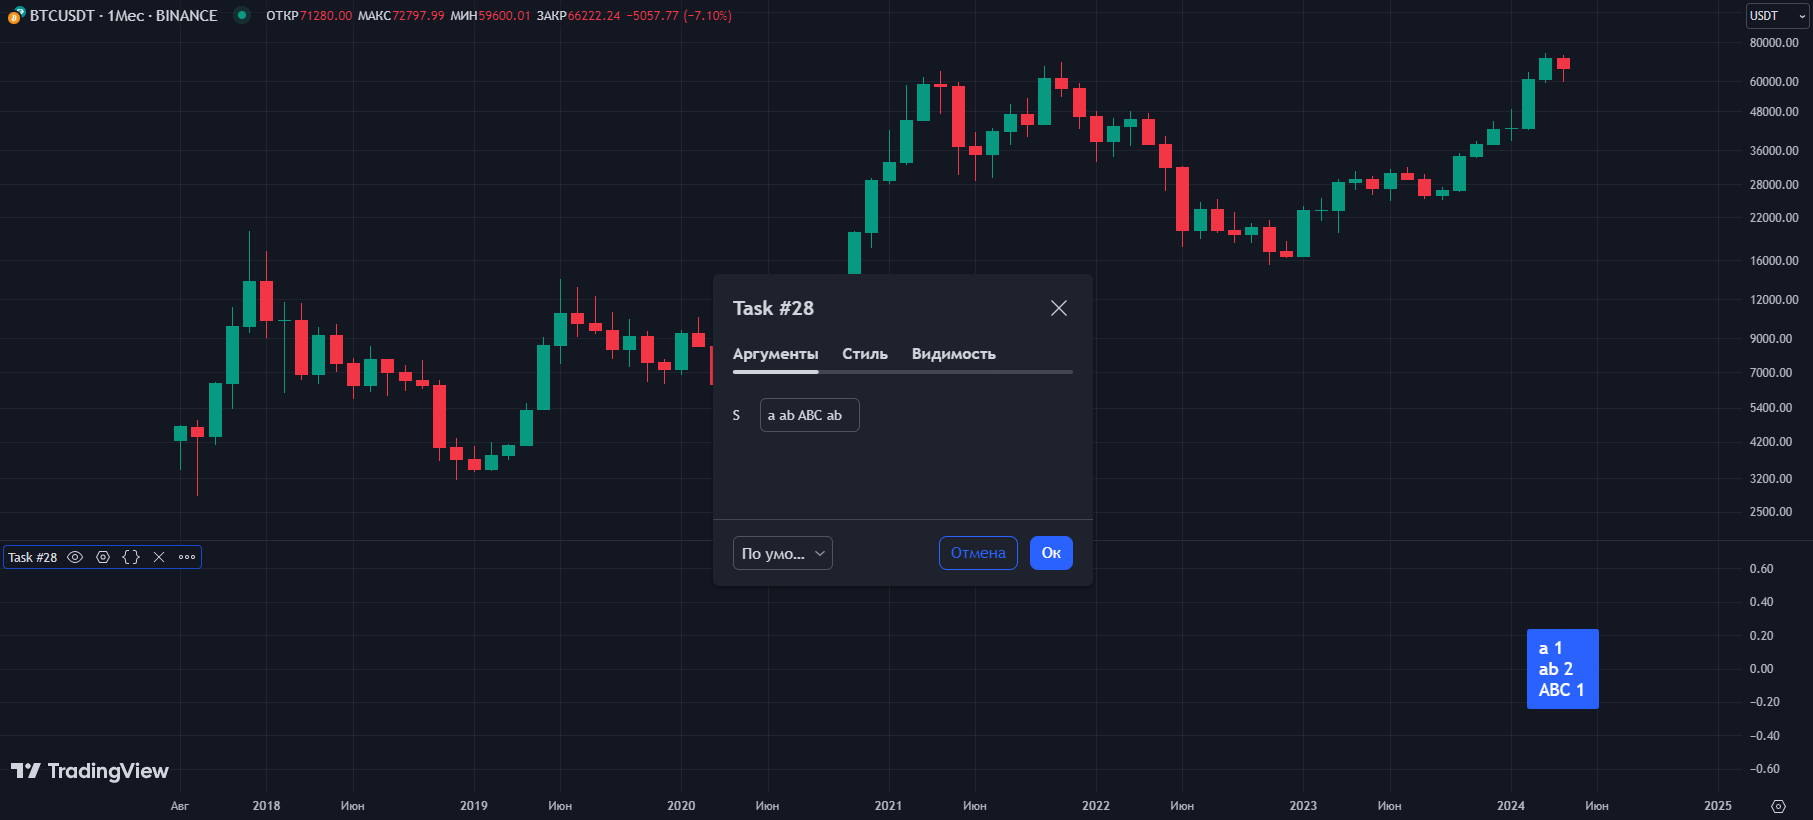 BTCUSDT · 1Мес · BINANCE ОТКР71280.00 МАКС72797.99 МИН59600.01 ЗАКР66222.24 −5057.77 (−7.10%)
USDT
80000.00
60000.00
48000.00
36000.00
28000.00
22000.00
16000.00
12000.00
9000.00
7000.00
5400.00
4200.00
3200.00
2500.00
Task #28
Аргументы Стиль Видимость
S a ab ABC ab
По умо... Отмена Ок
Task #28
0.60
0.40
0.20
0.00
−0.20
−0.40
−0.60
a 1
ab 2
ABC 1
TradingView
Авг 2018 Июн 2019 Июн 2020 Июн 2021 Июн 2022 Июн 2023 Июн 2024 Июн 2025